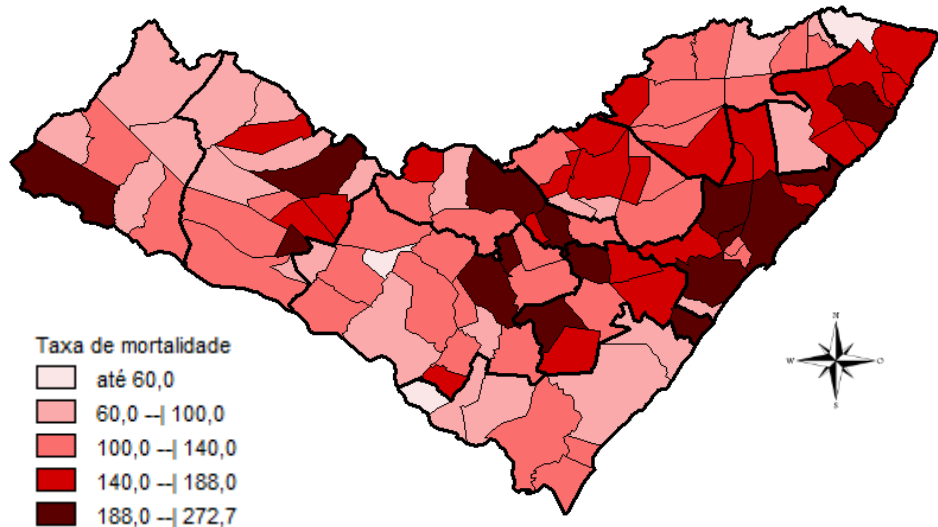 N
W
O
S
Taxa de mortalidade
até 60,0
60,0 --| 100,0
100,0 --| 140,0
140,0 --| 188,0
188,0 --| 272,7